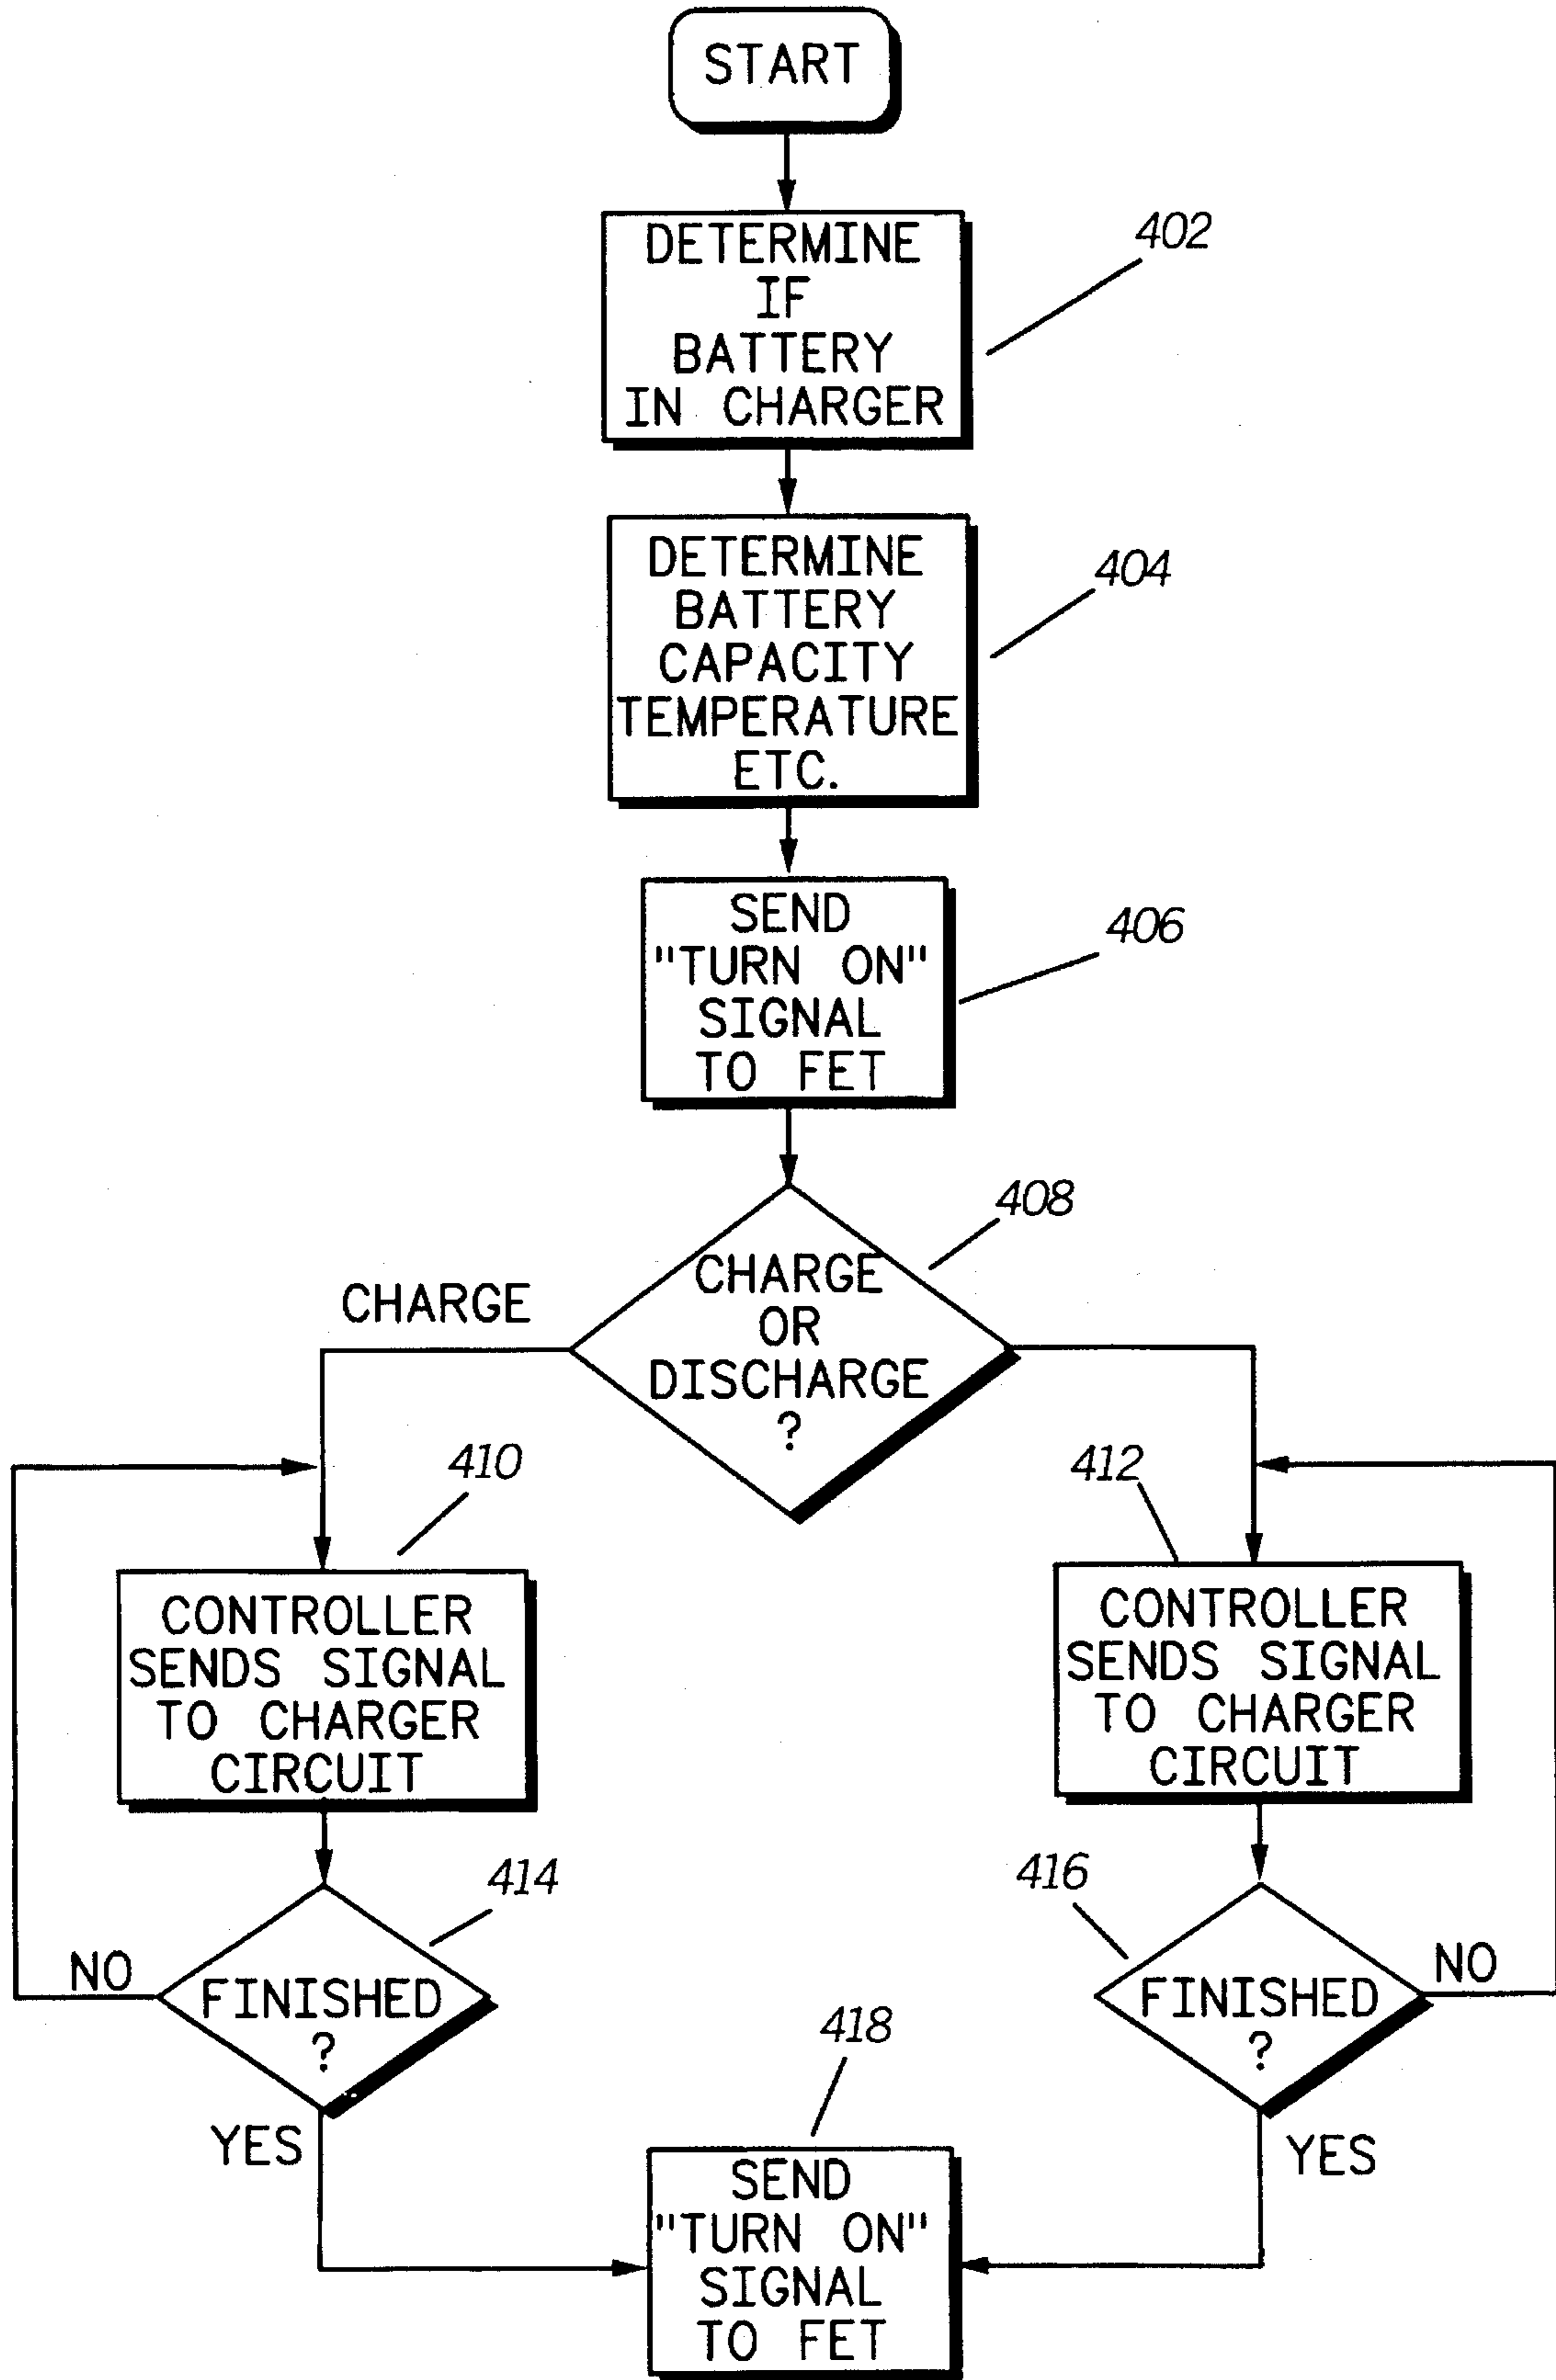 START
DETERMINE
IF
BATTERY
IN CHARGER
402
DETERMINE
BATTERY
CAPACITY
TEMPERATURE
ETC.
404
SEND
"TURN ON"
SIGNAL
TO FET
406
408
CHARGE
OR
DISCHARGE
?
CHARGE
410
412
CONTROLLER
SENDS SIGNAL
TO CHARGER
CIRCUIT
CONTROLLER
SENDS SIGNAL
TO CHARGER
CIRCUIT
414
416
NO
FINISHED
?
FINISHED
?
NO
YES
YES
418
SEND
"TURN ON"
SIGNAL
TO FET